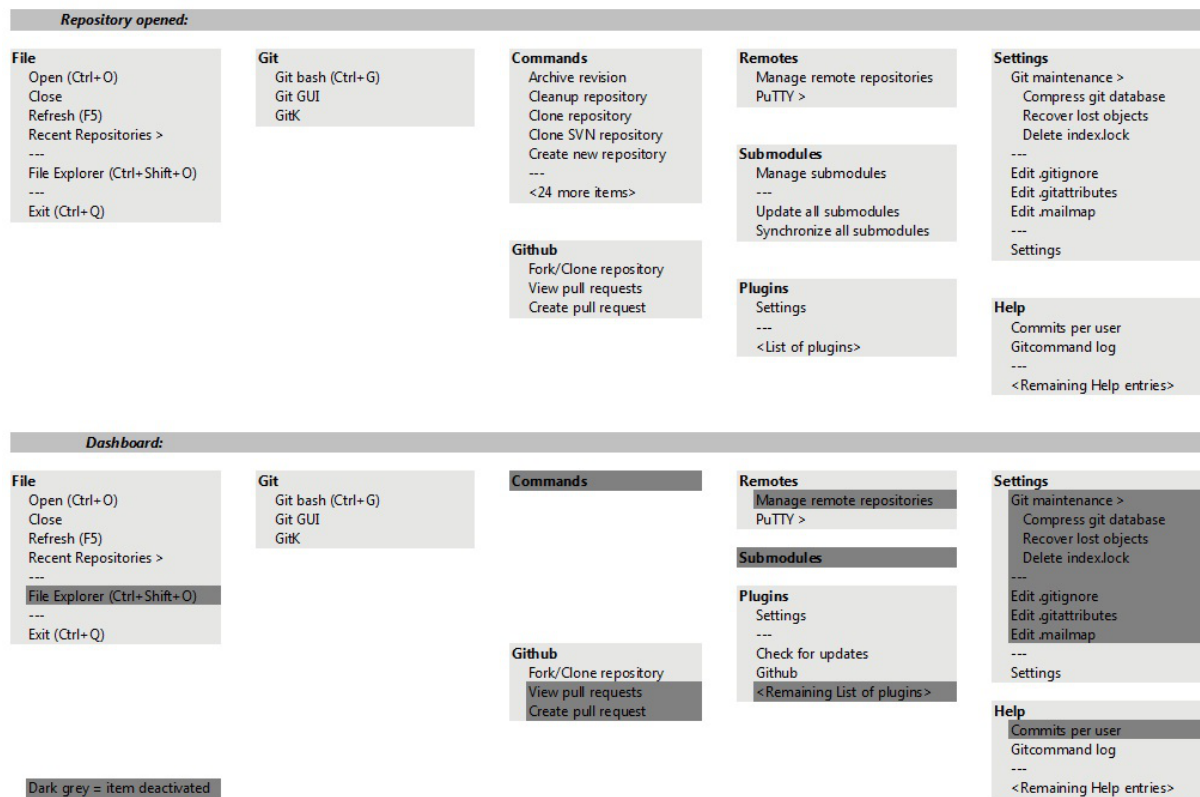 Repository opened:
File
Open (Ctrl+O)
Close
Refresh (F5)
Recent Repositories >
---
File Explorer (Ctrl+Shift+O)
---
Exit (Ctrl+Q)
Git
Git bash (Ctrl+G)
Git GUI
GitK
Commands
Archive revision
Cleanup repository
Clone repository
Clone SVN repository
Create new repository
---
<24 more items>
Github
Fork/Clone repository
View pull requests
Create pull request
Remotes
Manage remote repositories
PuTTY >
Submodules
Manage submodules
---
Update all submodules
Synchronize all submodules
Plugins
Settings
---
<List of plugins>
Settings
Git maintenance >
Compress git database
Recover lost objects
Delete index.lock
---
Edit .gitignore
Edit .gitattributes
Edit .mailmap
---
Settings
Help
Commits per user
Gitcommand log
---
<Remaining Help entries>
Dashboard:
File
Open (Ctrl+O)
Close
Refresh (F5)
Recent Repositories >
---
File Explorer (Ctrl+Shift+O)
---
Exit (Ctrl+Q)
Dark grey = item deactivated
Git
Git bash (Ctrl+G)
Git GUI
GitK
Commands
Github
Fork/Clone repository
View pull requests
Create pull request
Remotes
Manage remote repositories
PuTTY >
Submodules
Plugins
Settings
---
Check for updates
Github
<Remaining List of plugins>
Settings
Git maintenance >
Compress git database
Recover lost objects
Delete index.lock
---
Edit .gitignore
Edit .gitattributes
Edit .mailmap
---
Settings
Help
Commits per user
Gitcommand log
---
<Remaining Help entries>